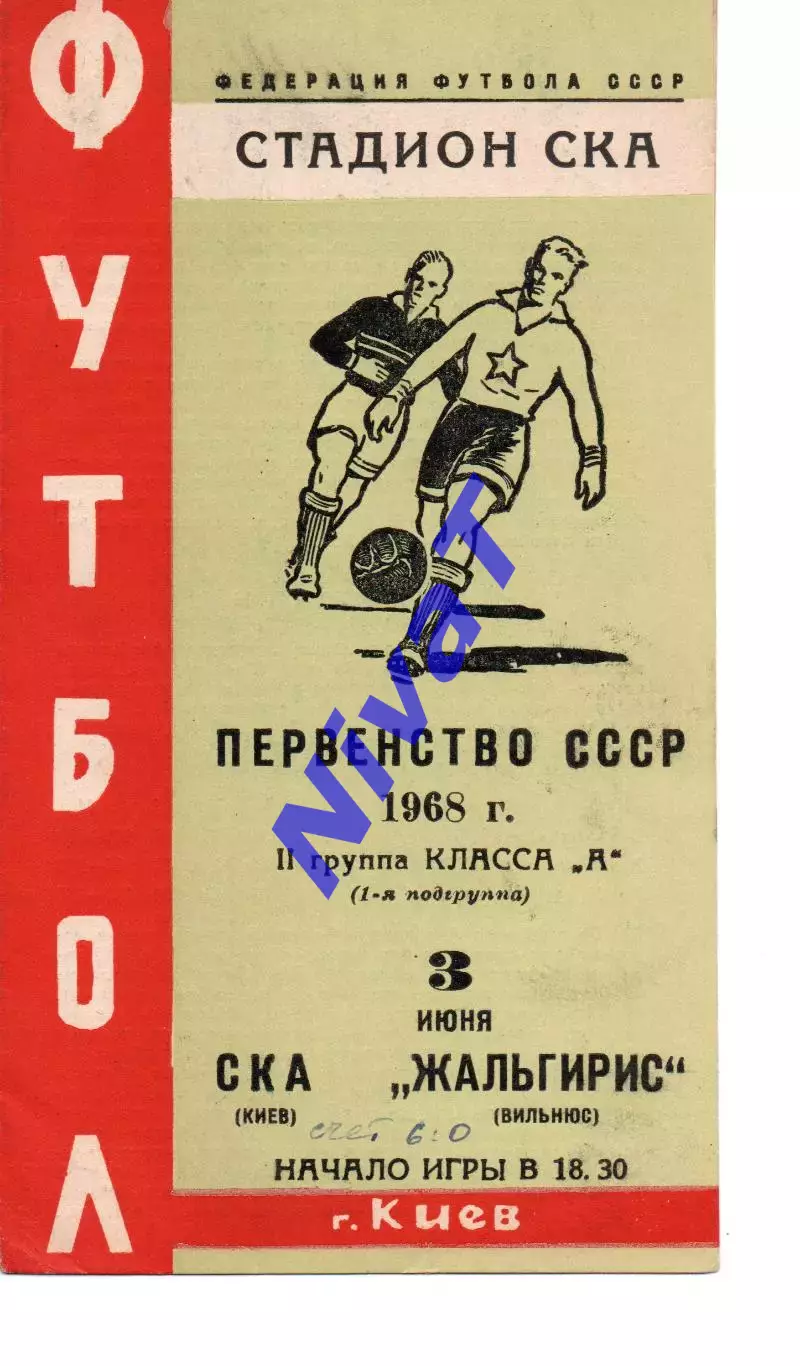 ФУТБОЛ
ФЕДЕРАЦИЯ ФУТБОЛА СССР
СТАДИОН СКА
ПЕРВЕНСТВО СССР
1968 г.
II группа КЛАССА „А“
(1-я подгруппа)
3
ИЮНЯ
СКА „ЖАЛЬГИРИС“
(КИЕВ) (ВИЛЬНЮС)
счет 6:0
НАЧАЛО ИГРЫ В 18.30
г. Киев
NivaT